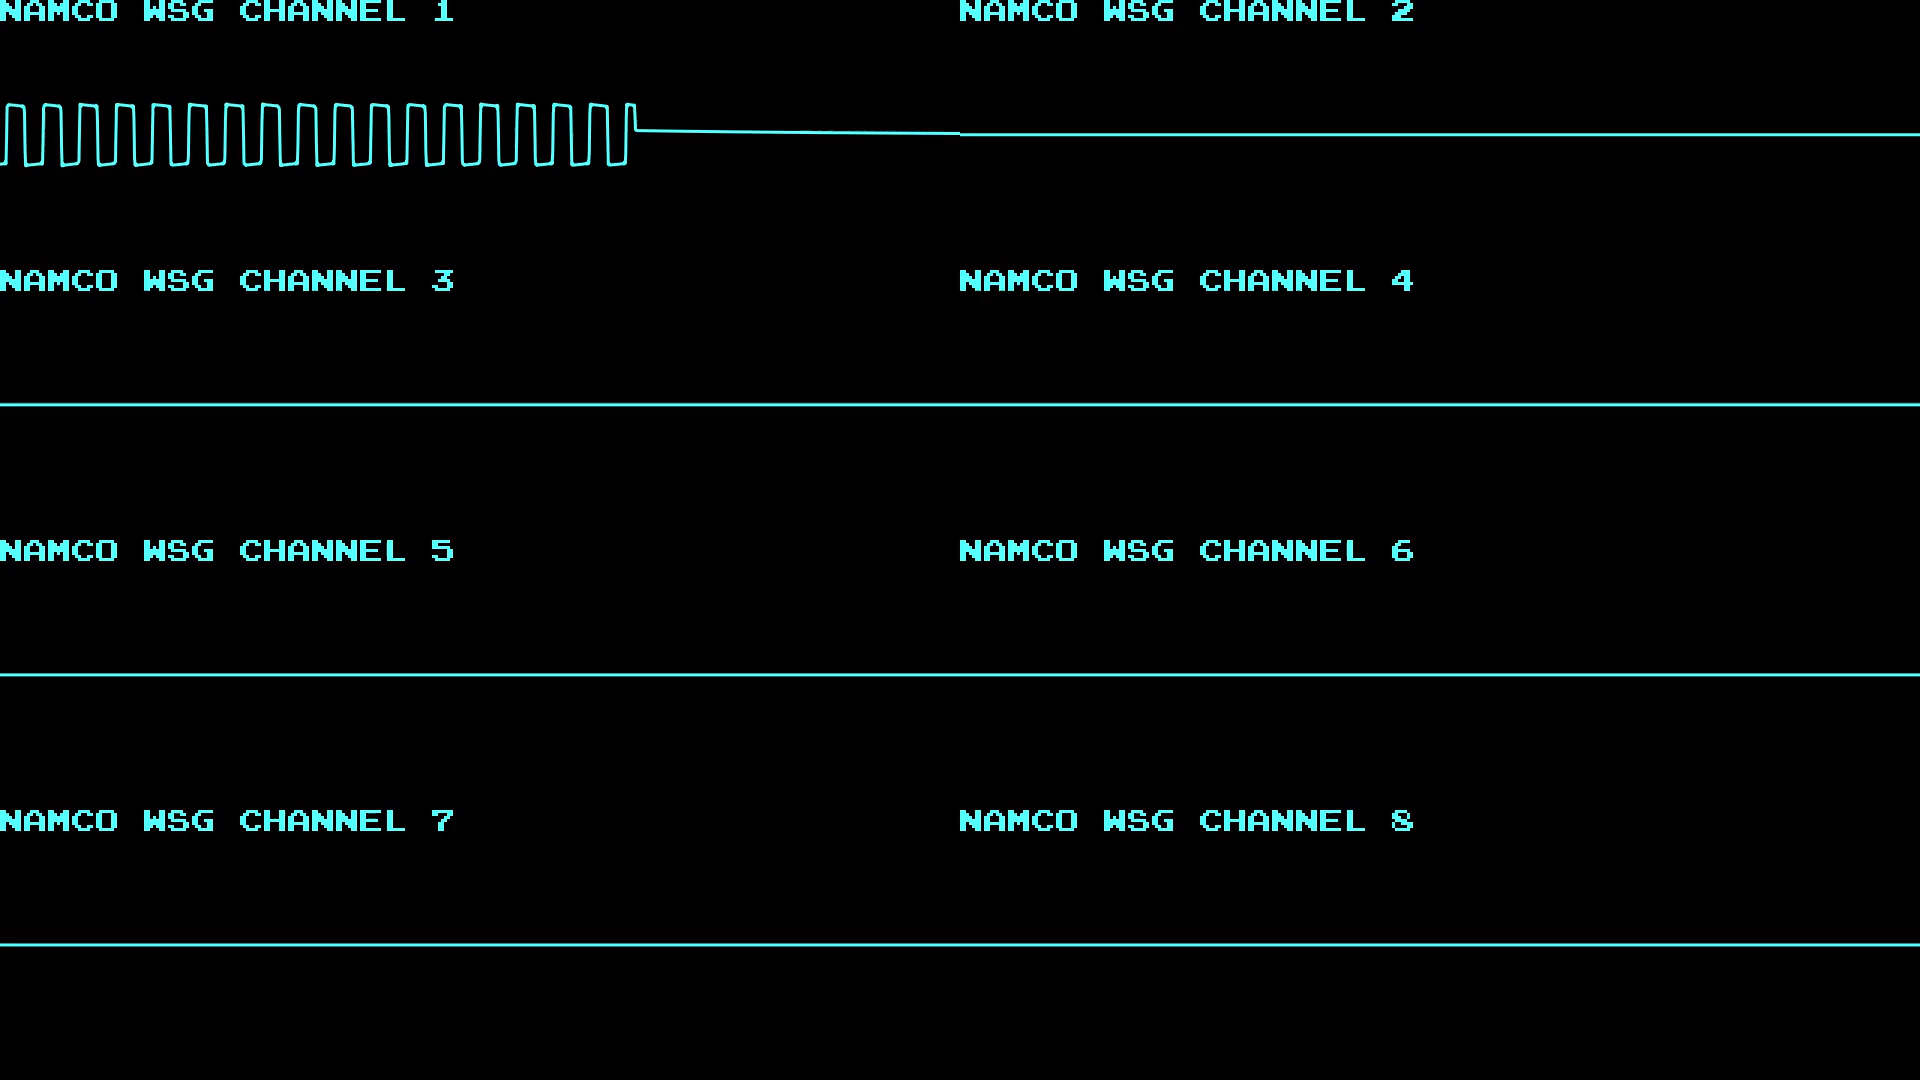 NAMCO WSG CHANNEL 1
NAMCO WSG CHANNEL 2
NAMCO WSG CHANNEL 3
NAMCO WSG CHANNEL 4
NAMCO WSG CHANNEL 5
NAMCO WSG CHANNEL 6
NAMCO WSG CHANNEL 7
NAMCO WSG CHANNEL 8